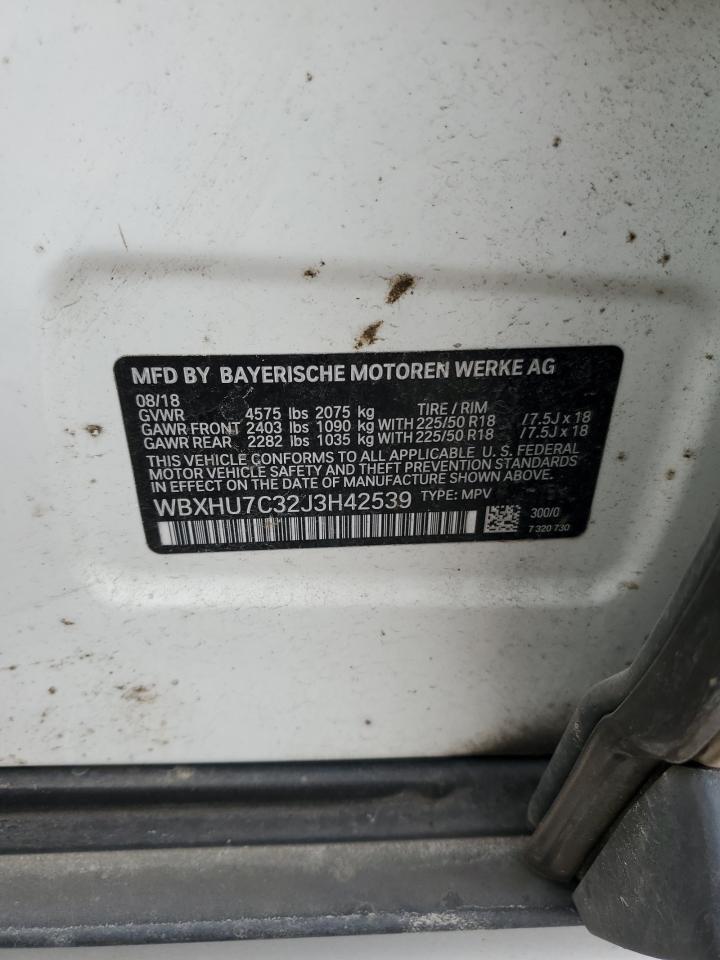 MFD BY BAYERISCHE MOTOREN WERKE AG
08/18
GVWR 4575 lbs 2075 kg TIRE / RIM
GAWR FRONT 2403 lbs 1090 kg WITH 225/50 R18 /7.5J x 18
GAWR REAR 2282 lbs 1035 kg WITH 225/50 R18 /7.5J x 18
THIS VEHICLE CONFORMS TO ALL APPLICABLE U. S. FEDERAL
MOTOR VEHICLE SAFETY AND THEFT PREVENTION STANDARDS
IN EFFECT ON DATE OF MANUFACTURE SHOWN ABOVE.
WBXHU7C32J3H42539 TYPE: MPV
300/0
7 320 730